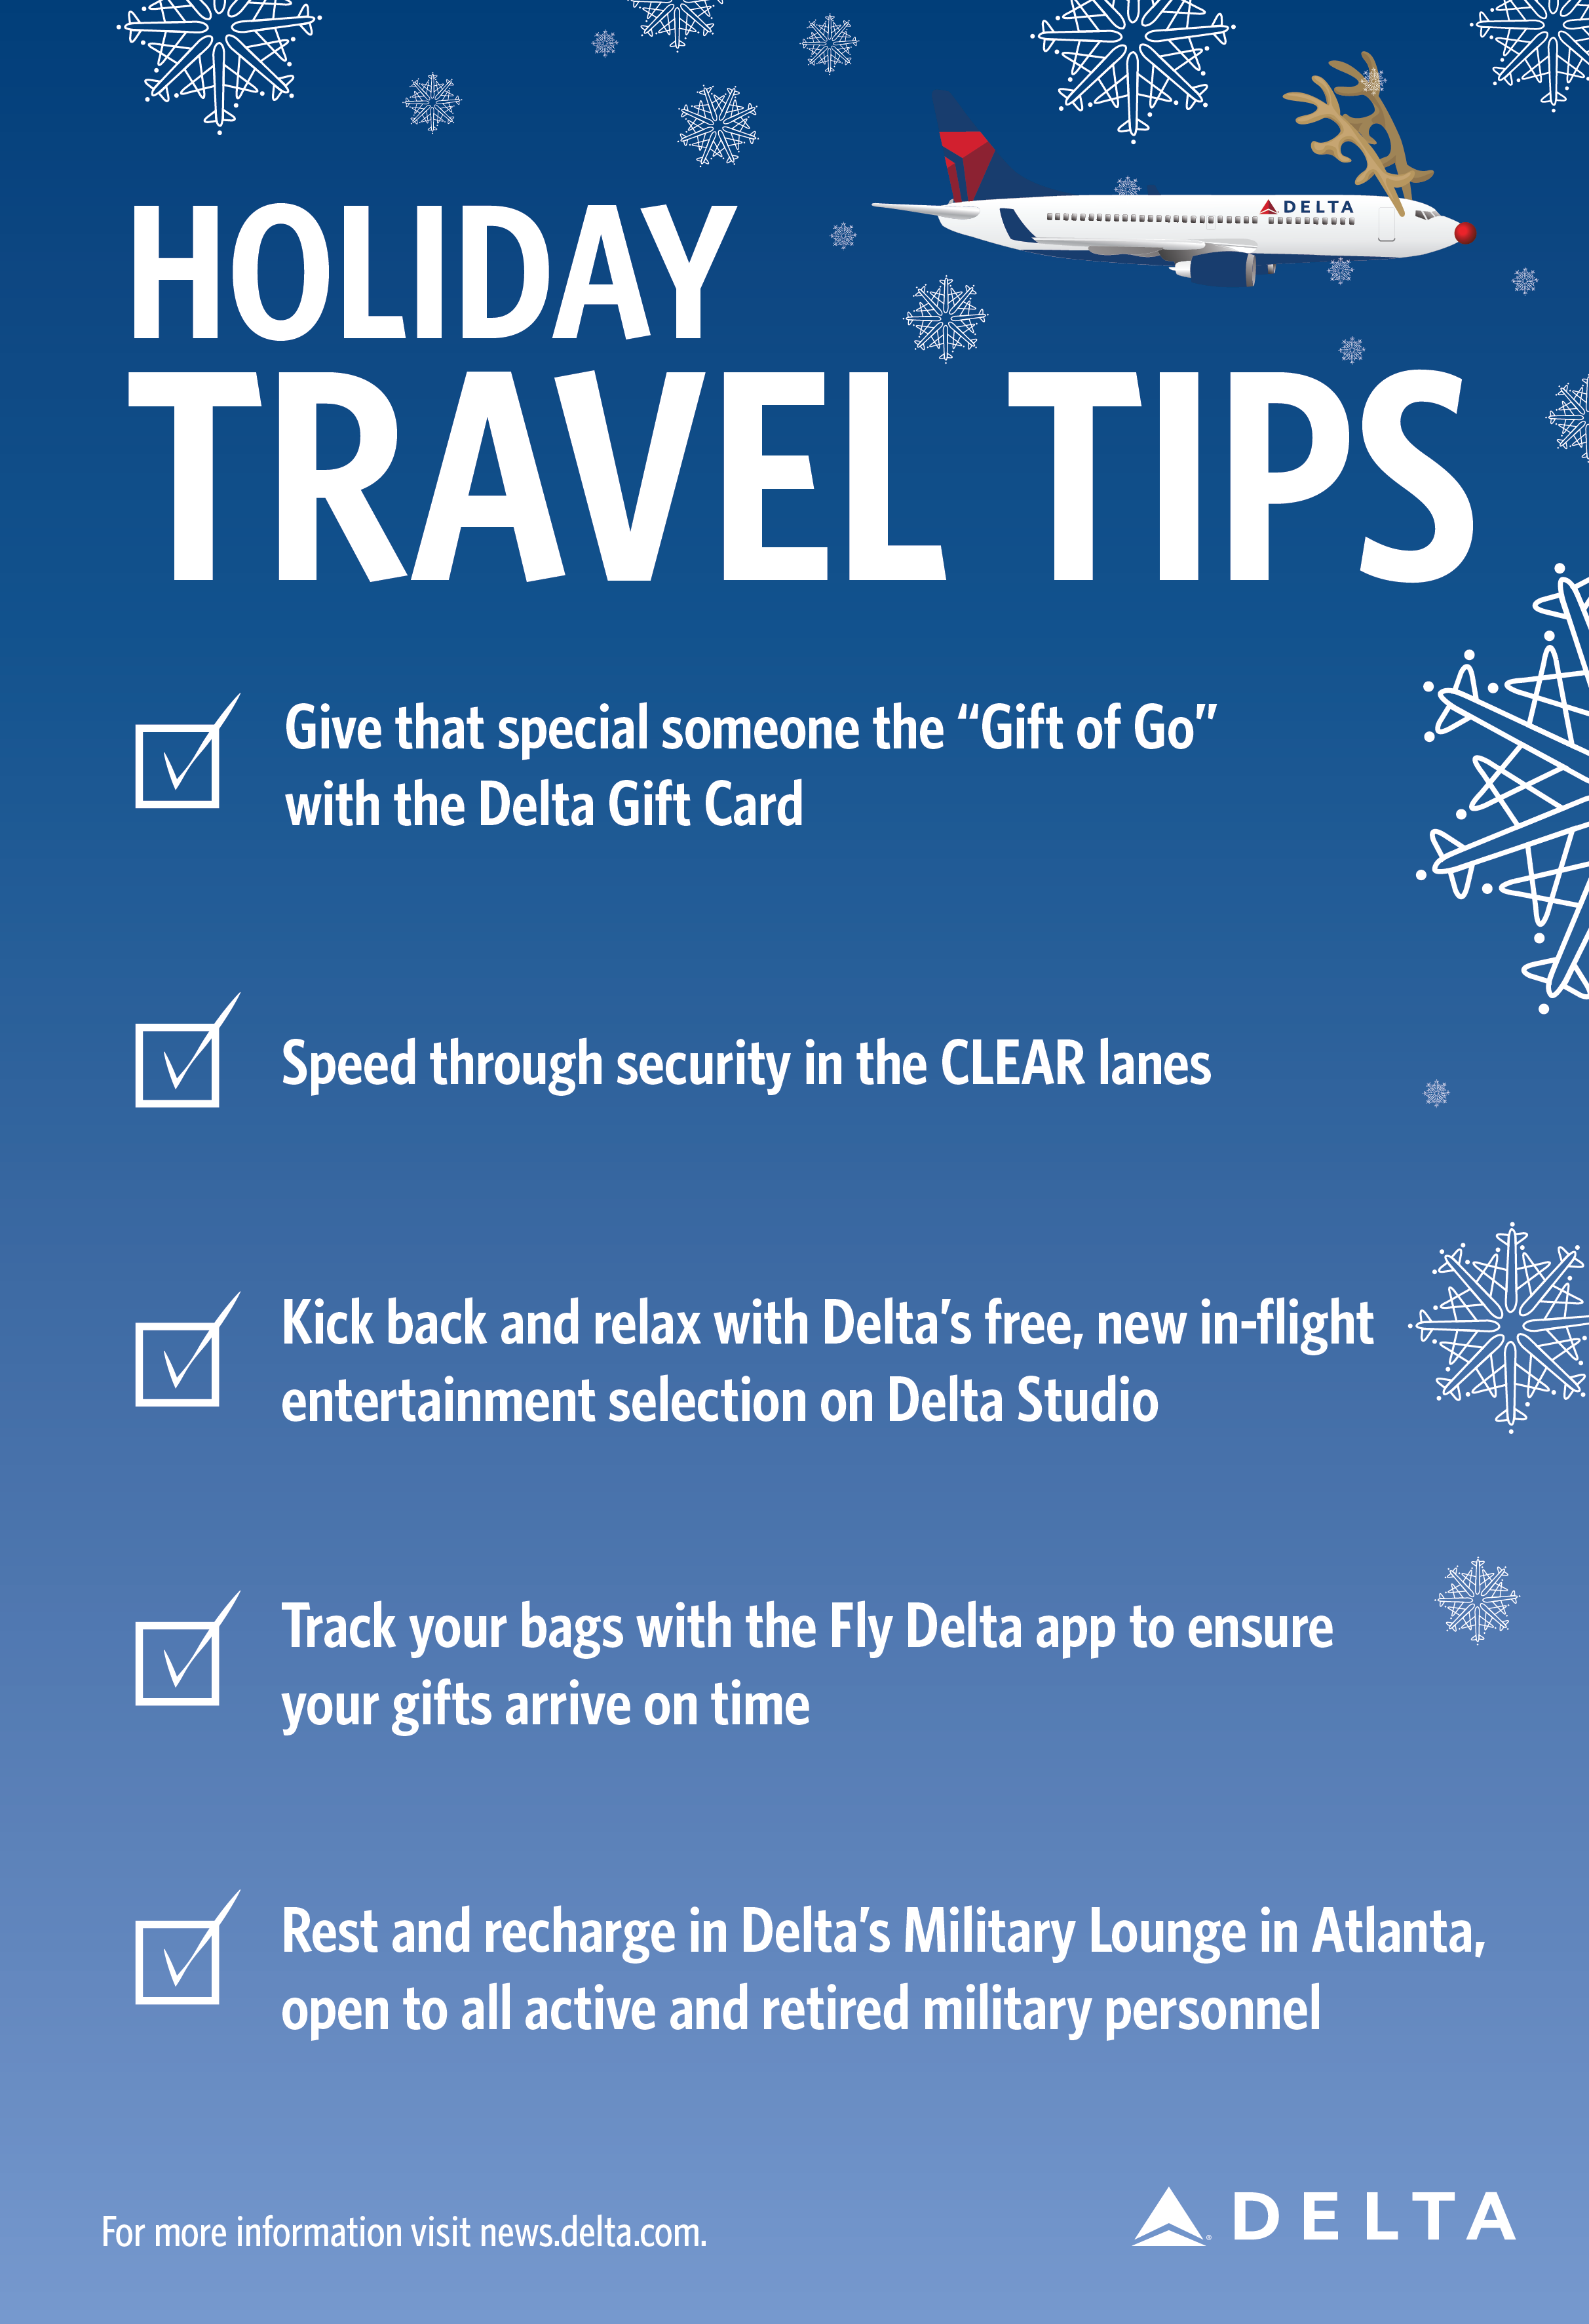 DELTA
HOLIDAY
TRAVEL TIPS
Give that special someone the “Gift of Go”
with the Delta Gift Card
Speed through security in the CLEAR lanes
Kick back and relax with Delta’s free, new in-flight
entertainment selection on Delta Studio
Track your bags with the Fly Delta app to ensure
your gifts arrive on time
Rest and recharge in Delta’s Military Lounge in Atlanta,
open to all active and retired military personnel
For more information visit news.delta.com.
DELTA